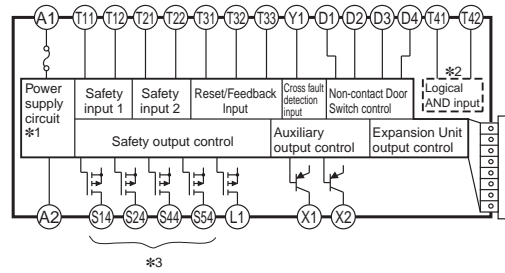 A1 T11 T12 T21 T22 T31 T32 T33 Y1 D1 D2 D3 D4 T41 T42
✻2
Power supply circuit ✻1
Safety input 1
Safety input 2
Reset/Feedback Input
Cross fault detection input
Non-contact Door Switch control
Logical AND input
Safety output control
Auxiliary output control
Expansion Unit output control
A2 S14 S24 S44 S54 L1 X1 X2
✻3